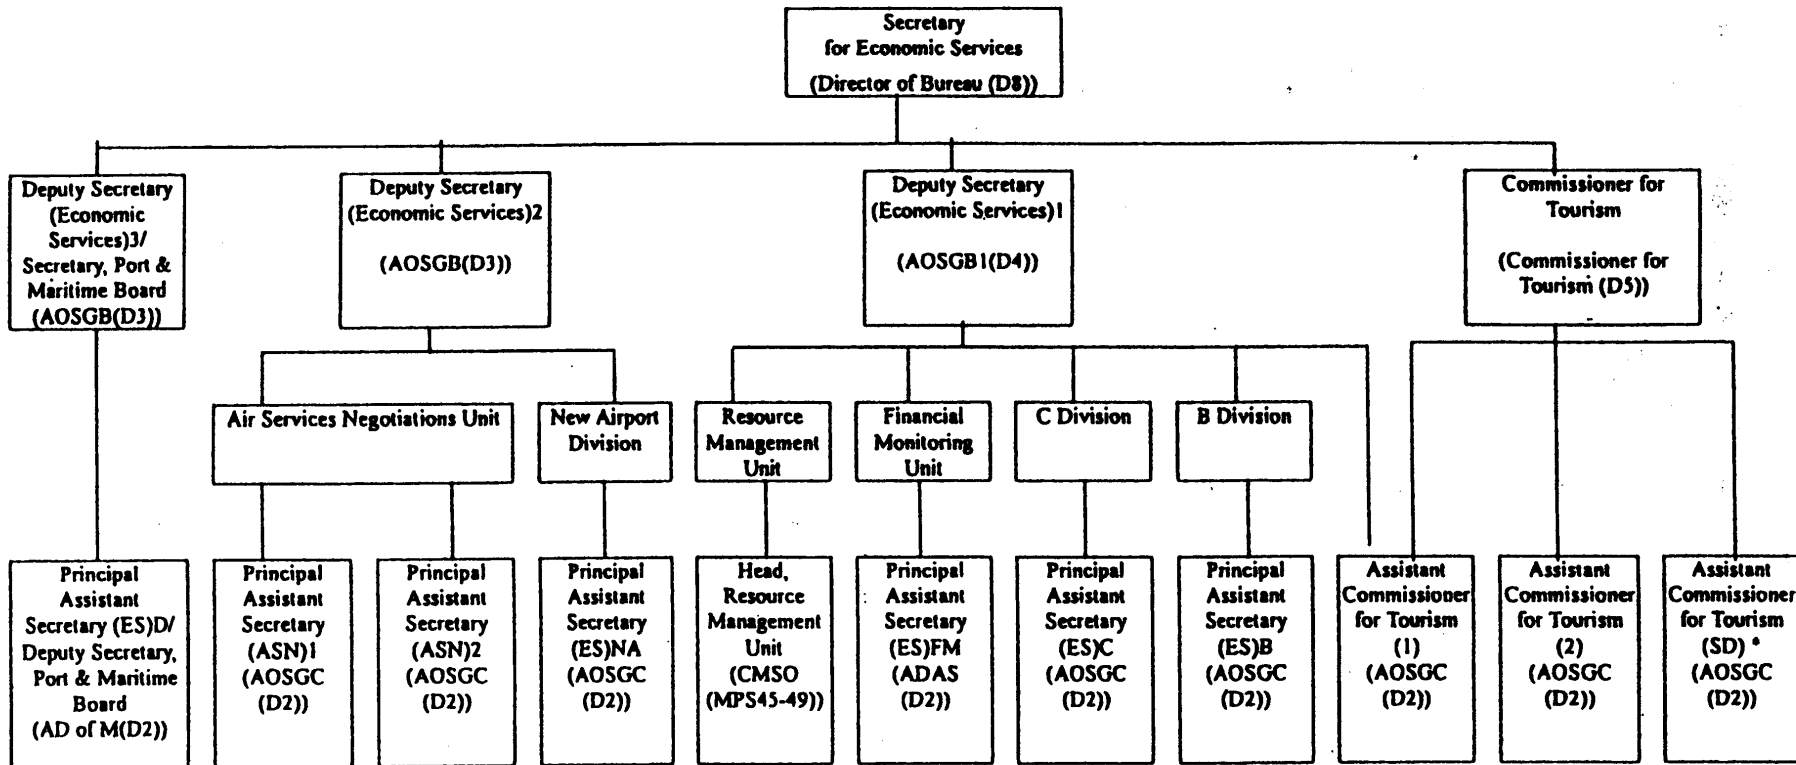 Secretary
for Economic Services
(Director of Bureau (D8))
Deputy Secretary
(Economic
Services)3/
Secretary, Port &
Maritime Board
(AOSGB(D3))
Deputy Secretary
(Economic Services)2
(AOSGB(D3))
Deputy Secretary
(Economic Services)1
(AOSGB1(D4))
Commissioner for
Tourism
(Commissioner for
Tourism (D5))
Air Services Negotiations Unit
New Airport
Division
Resource
Management
Unit
Financial
Monitoring
Unit
C Division
B Division
Principal
Assistant
Secretary (ES)D/
Deputy Secretary,
Port & Maritime
Board
(AD of M(D2))
Principal
Assistant
Secretary
(ASN)1
(AOSGC
(D2))
Principal
Assistant
Secretary
(ASN)2
(AOSGC
(D2))
Principal
Assistant
Secretary
(ES)NA
(AOSGC
(D2))
Head,
Resource
Management
Unit
(CMSO
(MPS45-49))
Principal
Assistant
Secretary
(ES)FM
(ADAS
(D2))
Principal
Assistant
Secretary
(ES)C
(AOSGC
(D2))
Principal
Assistant
Secretary
(ES)B
(AOSGC
(D2))
Assistant
Commissioner
for Tourism
(1)
(AOSGC
(D2))
Assistant
Commissioner
for Tourism
(2)
(AOSGC
(D2))
Assistant
Commissioner
for Tourism
(SD) *
(AOSGC
(D2))